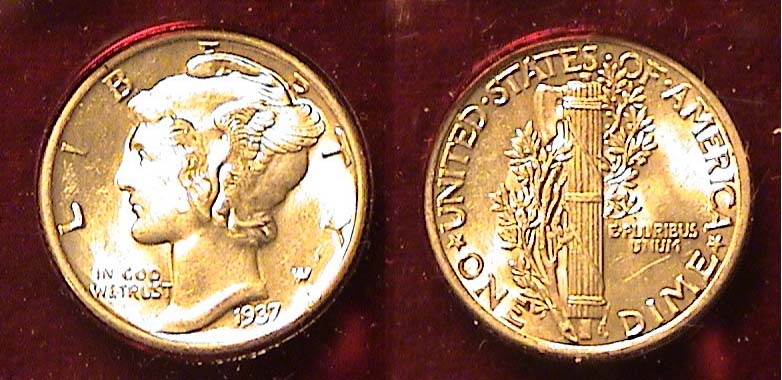 LIBERTY
IN GOD
WE TRUST
W
1937
UNITED·STATES·OF·AMERICA
E·PLURIBUS
UNUM
ONE DIME